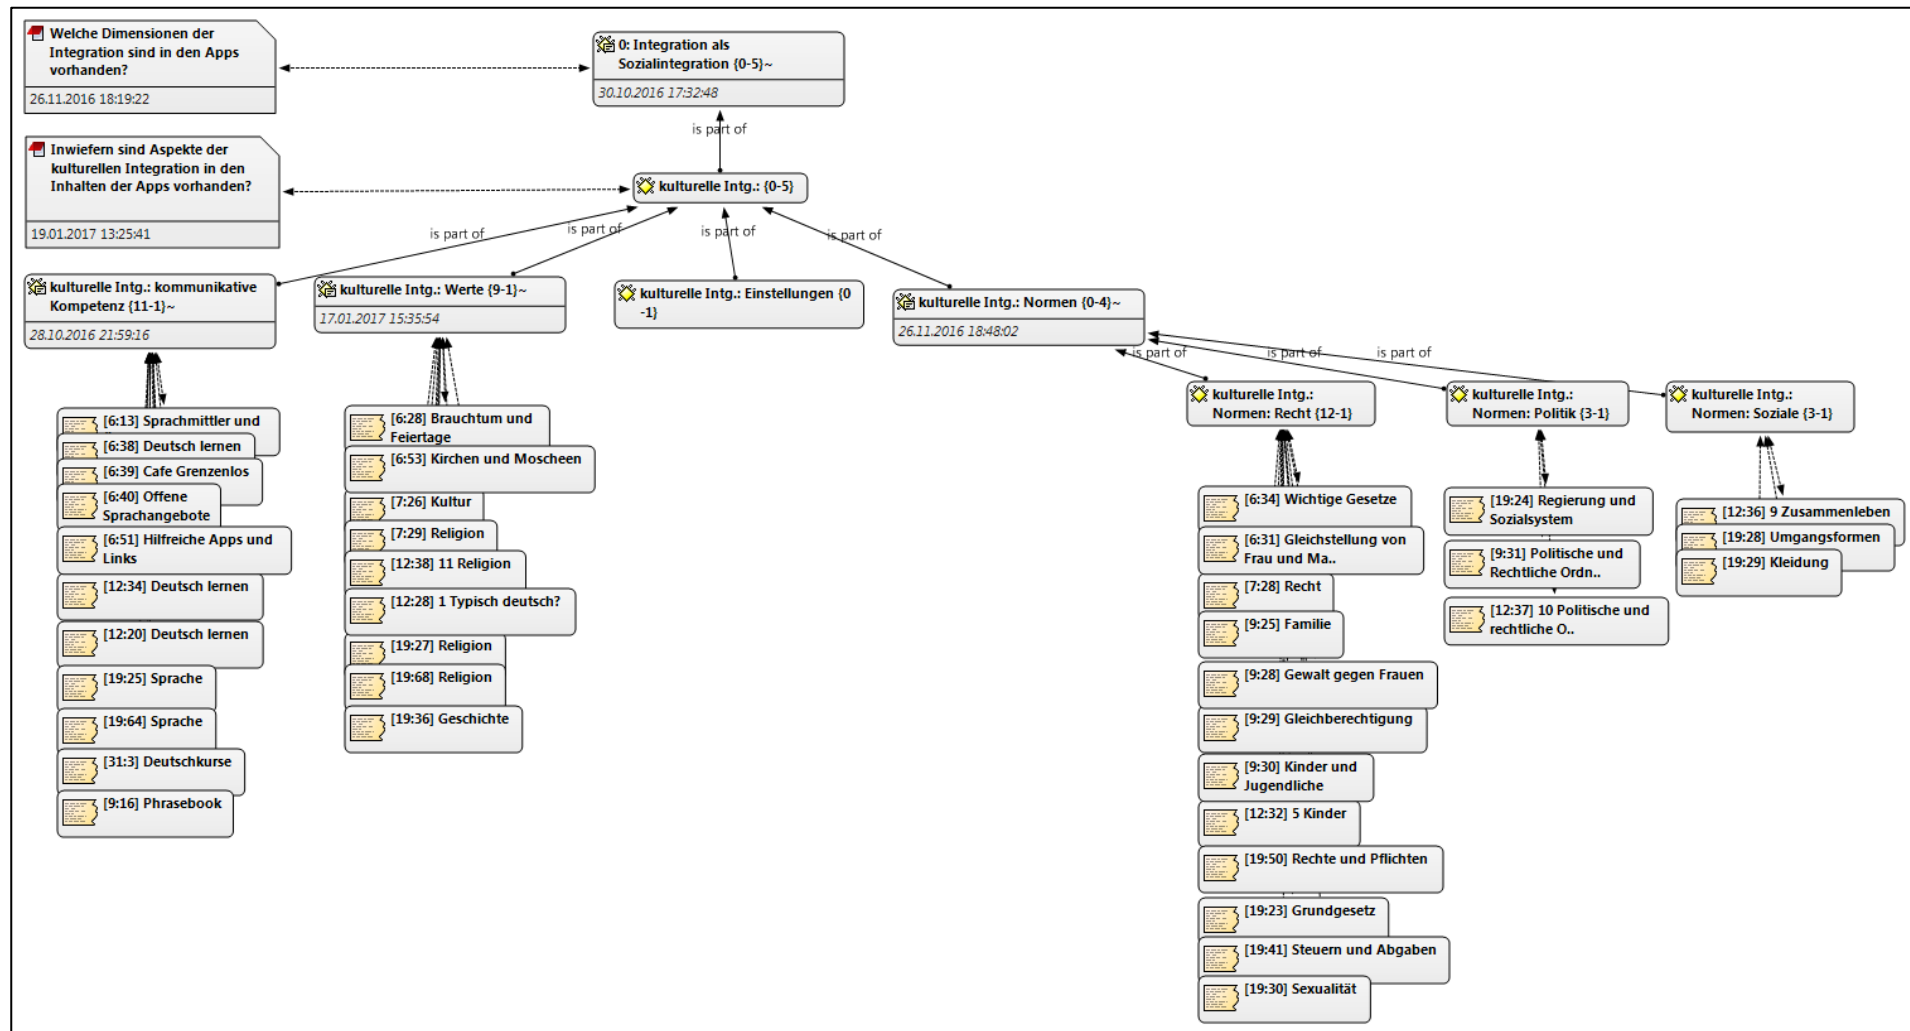 Welche Dimensionen der
Integration sind in den Apps
vorhanden?
26.11.2016 18:19:22
0: Integration als
Sozialintegration {0-5}~
30.10.2016 17:32:48
is part of
Inwiefern sind Aspekte der
kulturellen Integration in den
Inhalten der Apps vorhanden?
19.01.2017 13:25:41
kulturelle Intg.: {0-5}
is part of
is part of
is part of
is part of
kulturelle Intg.: kommunikative
Kompetenz {11-1}~
28.10.2016 21:59:16
kulturelle Intg.: Werte {9-1}~
17.01.2017 15:35:54
kulturelle Intg.: Einstellungen {0
-1}
kulturelle Intg.: Normen {0-4}~
26.11.2016 18:48:02
is part of
is part of
is part of
kulturelle Intg.:
Normen: Recht {12-1}
kulturelle Intg.:
Normen: Politik {3-1}
kulturelle Intg.:
Normen: Soziale {3-1}
[6:13] Sprachmittler und
[6:38] Deutsch lernen
[6:39] Cafe Grenzenlos
[6:40] Offene
Sprachangebote
[6:51] Hilfreiche Apps und
Links
[12:34] Deutsch lernen
[12:20] Deutsch lernen
[19:25] Sprache
[19:64] Sprache
[31:3] Deutschkurse
[9:16] Phrasebook
[6:28] Brauchtum und
Feiertage
[6:53] Kirchen und Moscheen
[7:26] Kultur
[7:29] Religion
[12:38] 11 Religion
[12:28] 1 Typisch deutsch?
[19:27] Religion
[19:68] Religion
[19:36] Geschichte
[6:34] Wichtige Gesetze
[6:31] Gleichstellung von
Frau und Ma..
[7:28] Recht
[9:25] Familie
[9:28] Gewalt gegen Frauen
[9:29] Gleichberechtigung
[9:30] Kinder und
Jugendliche
[12:32] 5 Kinder
[19:50] Rechte und Pflichten
[19:23] Grundgesetz
[19:41] Steuern und Abgaben
[19:30] Sexualität
[19:24] Regierung und
Sozialsystem
[9:31] Politische und
Rechtliche Ordn..
[12:37] 10 Politische und
rechtliche O..
[12:36] 9 Zusammenleben
[19:28] Umgangsformen
[19:29] Kleidung